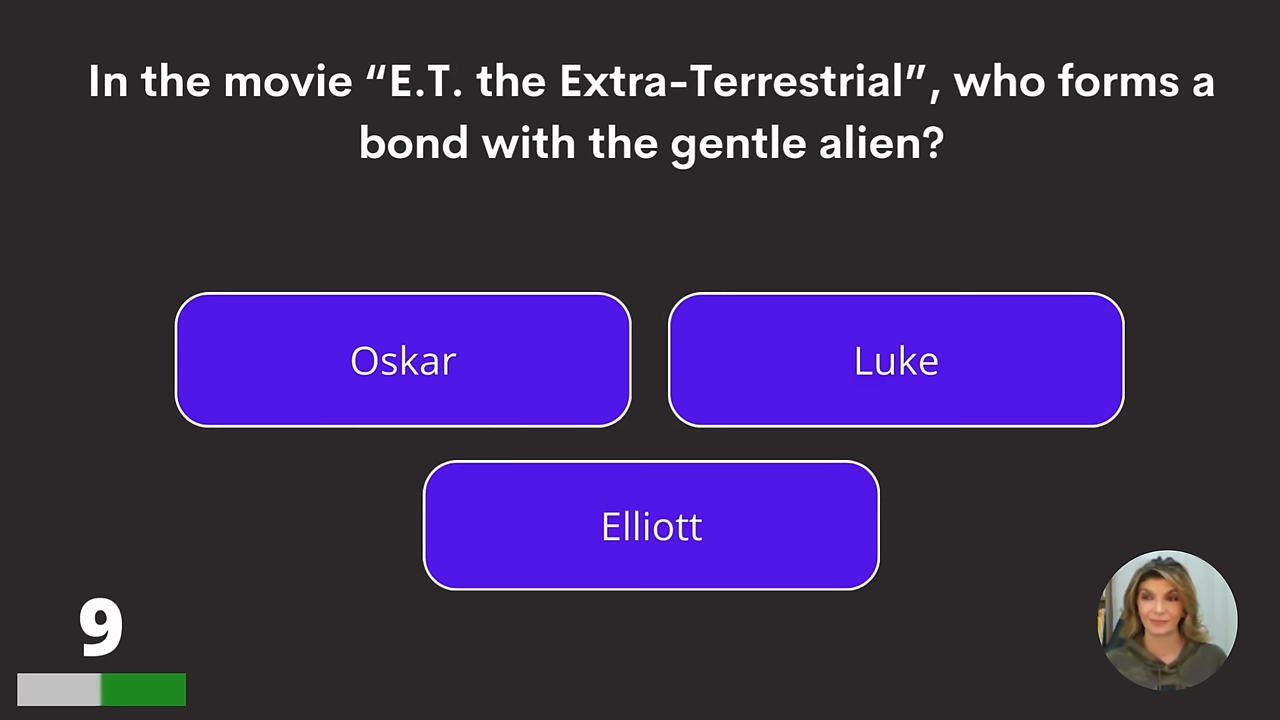 In the movie “E.T. the Extra-Terrestrial”, who forms a
bond with the gentle alien?
Oskar
Luke
Elliott
9